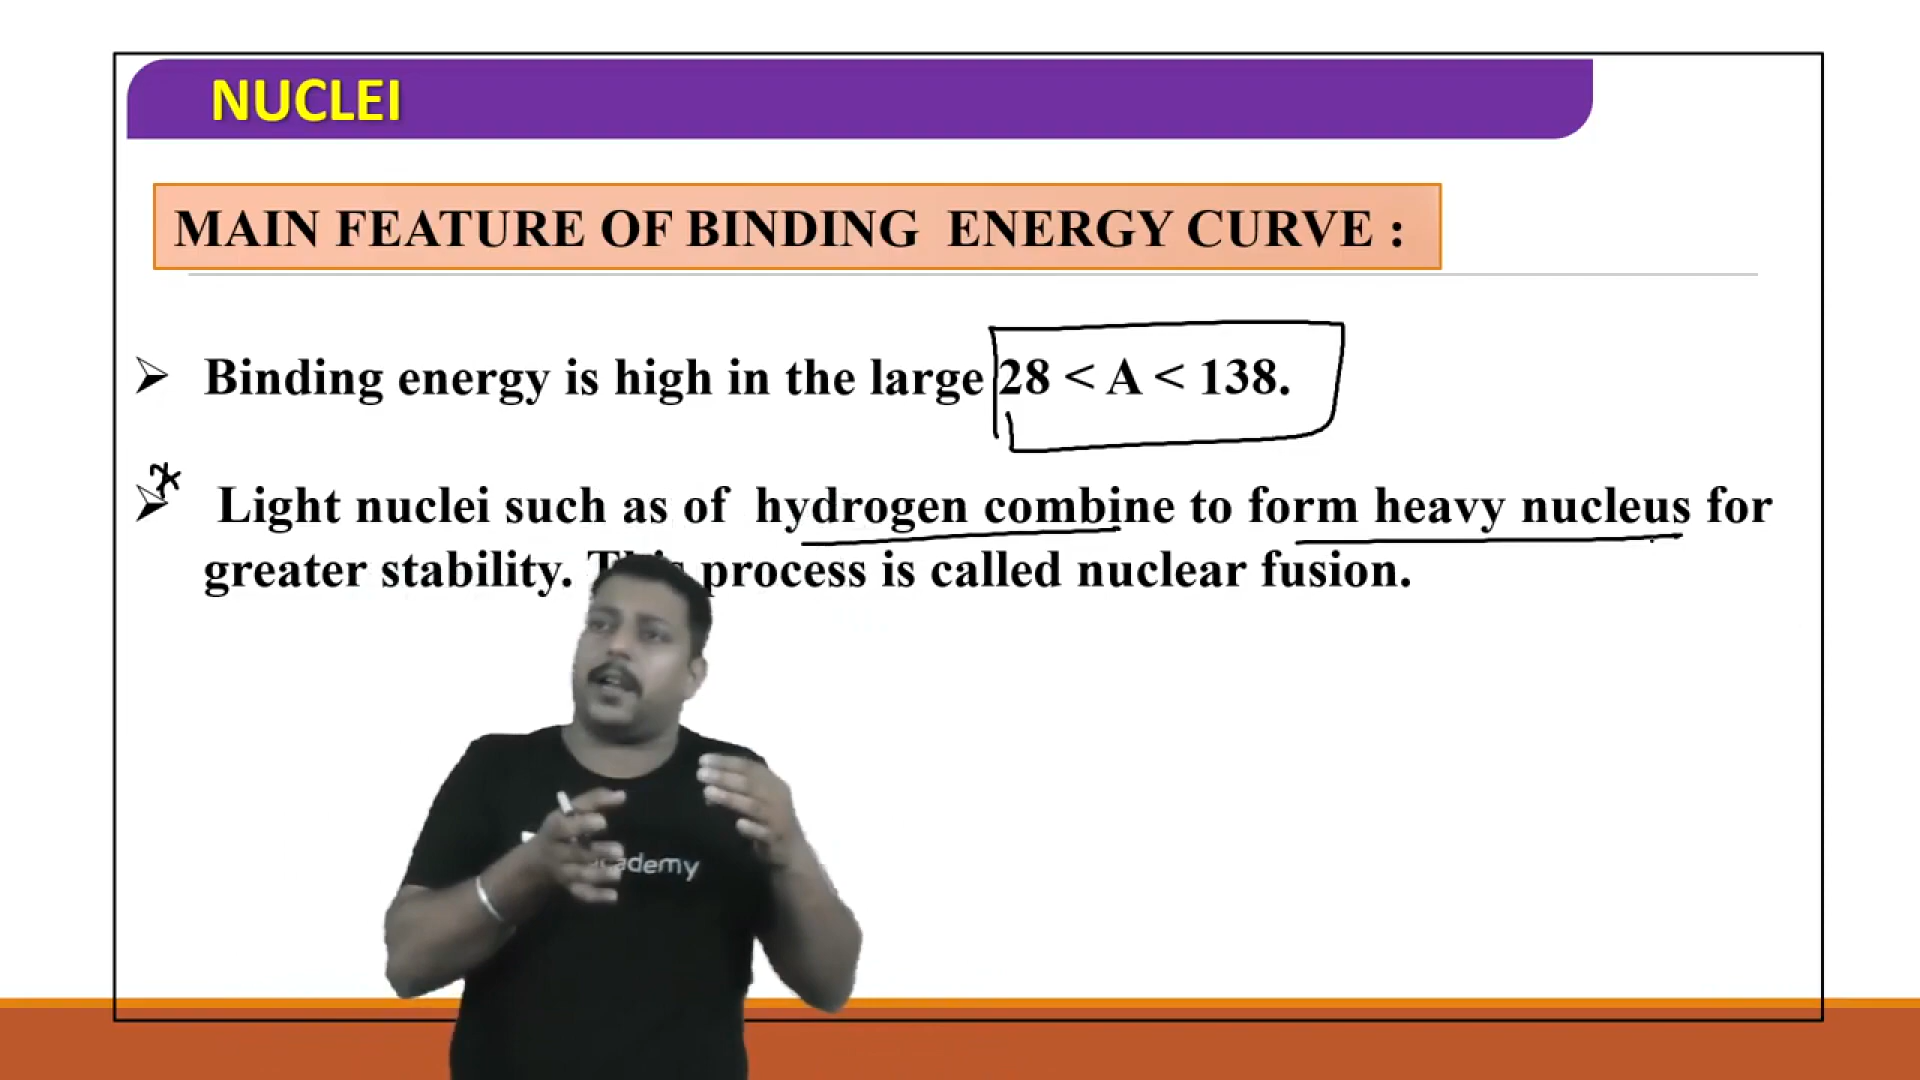 NUCLEI
MAIN FEATURE OF BINDING ENERGY CURVE :
Binding energy is high in the large 28 < A < 138.
Light nuclei such as of hydrogen combine to form heavy nucleus for
greater stability. This process is called nuclear fusion.